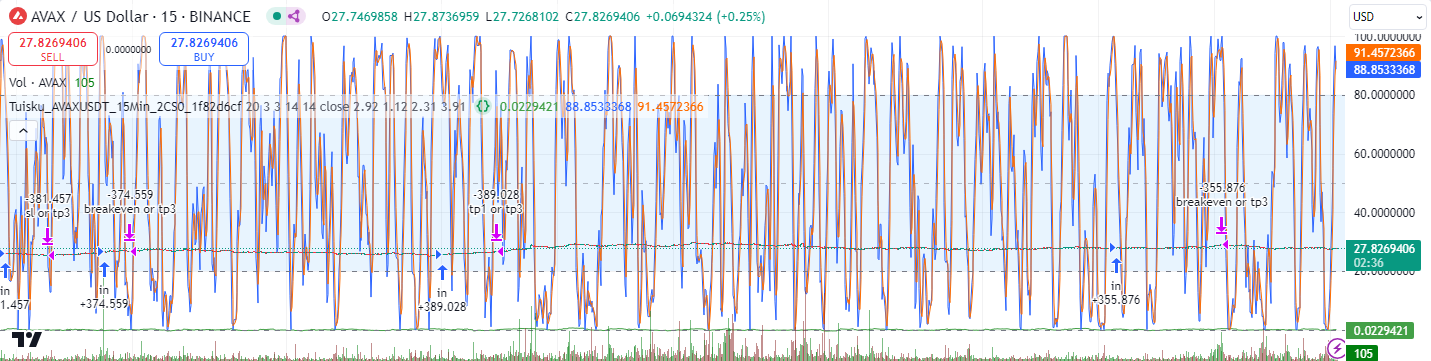 AVAX / US Dollar · 15 · BINANCE O27.7469858 H27.8736959 L27.7268102 C27.8269406 +0.0694324 (+0.25%)
USD
27.8269406
SELL
0.0000000
27.8269406
BUY
Vol · AVAX 105
Tuisku_AVAXUSDT_15Min_2CS0_1f82d6cf 20 3 3 14 14 close 2.92 1.12 2.31 3.91 0.0229421 88.8533368 91.4572366
100.0000000
91.4572366
88.8533368
80.0000000
60.0000000
40.0000000
27.8269406
02:36
20.0000000
0.0229421
105
-381.457
sl or tp3
-374.559
breakeven or tp3
-389.028
tp1 or tp3
-355.876
breakeven or tp3
in
1.457
in
+374.559
in
+389.028
in
+355.876